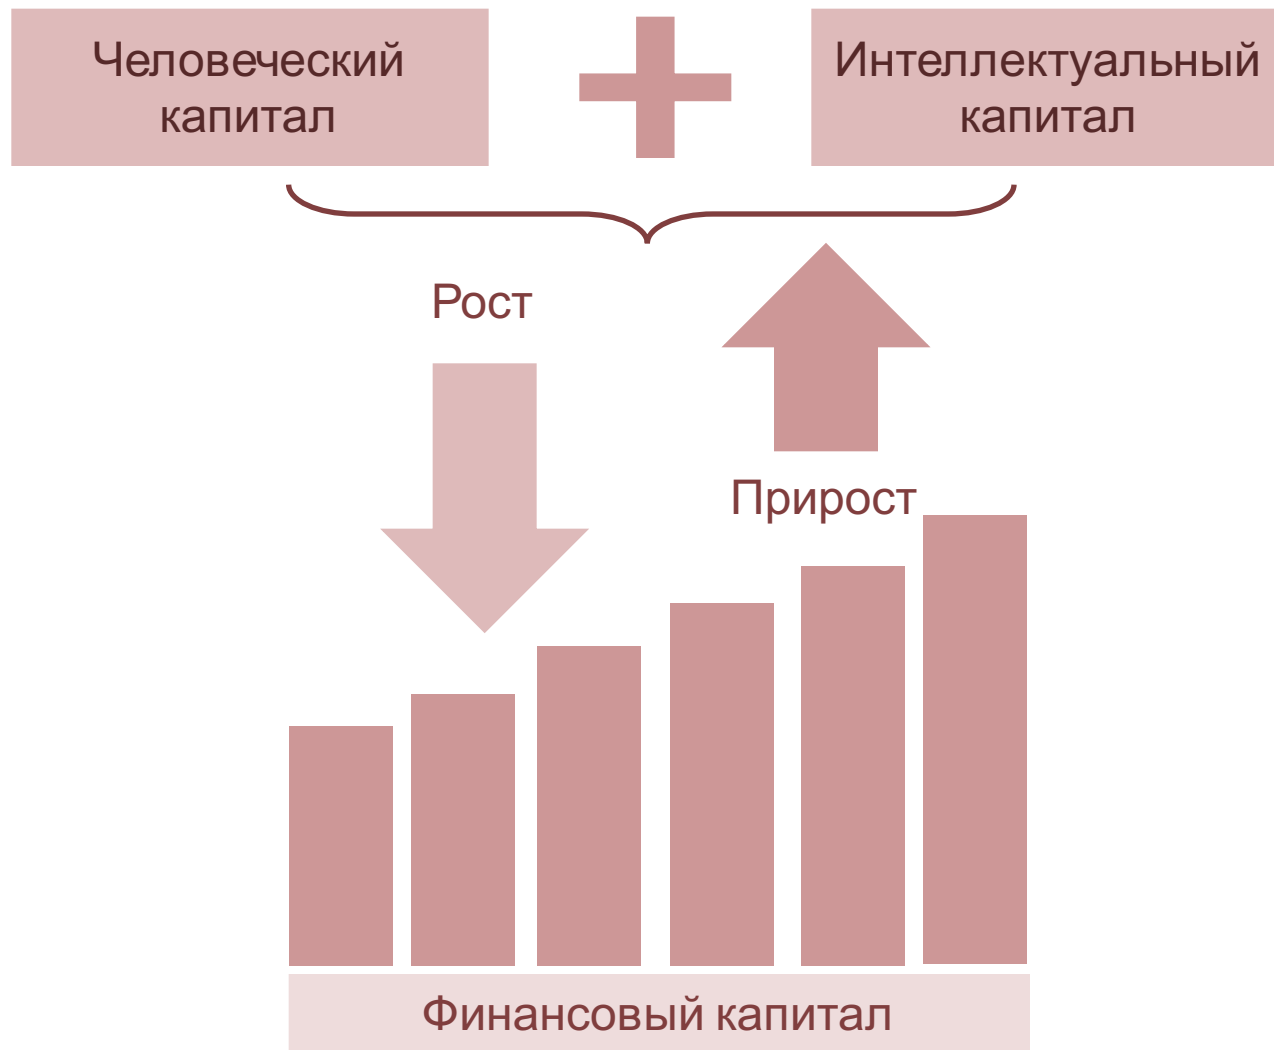 Человеческий
капитал
Интеллектуальный
капитал
Рост
Прирост
Финансовый капитал